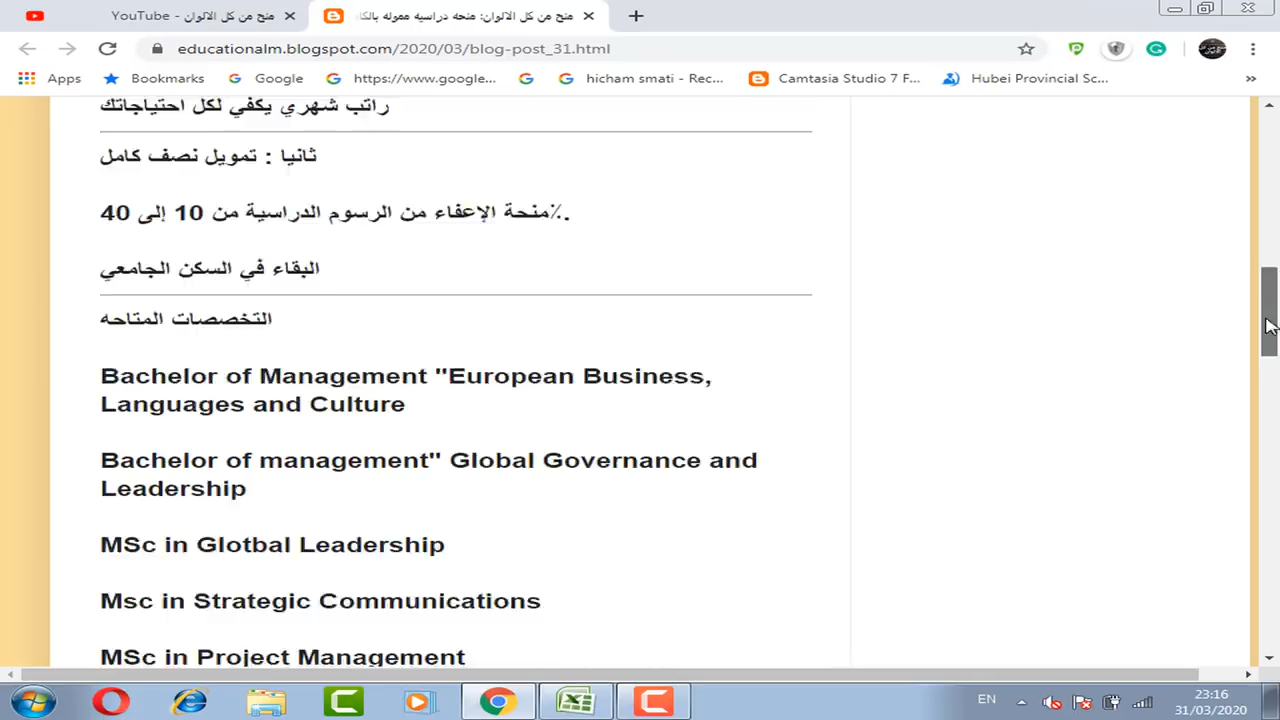 منح من كل الالوان - YouTube
منح من كل الالوان: منحه دراسيه ممولة بالكا
educationalm.blogspot.com/2020/03/blog-post_31.html
Apps
Bookmarks
Google
https://www.google...
hicham smati - Rec...
Camtasia Studio 7 F...
Hubei Provincial Sc...
»
راتب شهري يكفي لكل احتياجاتك
ثانيا : تمويل نصف كامل
منحة الإعفاء من الرسوم الدراسية من 10 إلى 40٪.
البقاء في السكن الجامعي
التخصصات المتاحه
Bachelor of Management "European Business,
Languages and Culture
Bachelor of management" Global Governance and
Leadership
MSc in Glotbal Leadership
Msc in Strategic Communications
MSc in Project Management
EN
23:16
31/03/2020